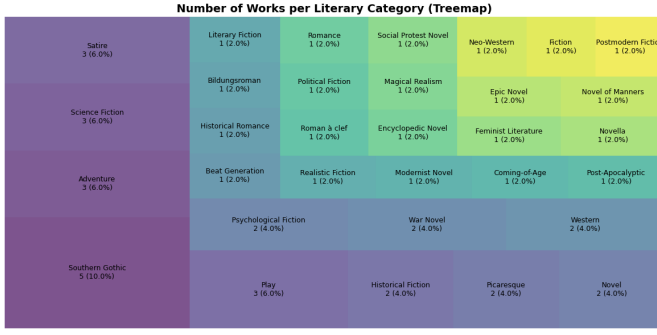 Number of Works per Literary Category (Treemap)
Satire
3 (6.0%)
Science Fiction
3 (6.0%)
Adventure
3 (6.0%)
Southern Gothic
5 (10.0%)
Literary Fiction
1 (2.0%)
Bildungsroman
1 (2.0%)
Historical Romance
1 (2.0%)
Beat Generation
1 (2.0%)
Romance
1 (2.0%)
Political Fiction
1 (2.0%)
Roman à clef
1 (2.0%)
Social Protest Novel
1 (2.0%)
Magical Realism
1 (2.0%)
Encyclopedic Novel
1 (2.0%)
Neo-Western
1 (2.0%)
Fiction
1 (2.0%)
Postmodern Fictio
1 (2.0%)
Epic Novel
1 (2.0%)
Novel of Manners
1 (2.0%)
Feminist Literature
1 (2.0%)
Novella
1 (2.0%)
Realistic Fiction
1 (2.0%)
Modernist Novel
1 (2.0%)
Coming-of-Age
1 (2.0%)
Post-Apocalyptic
1 (2.0%)
Psychological Fiction
2 (4.0%)
War Novel
2 (4.0%)
Western
2 (4.0%)
Play
3 (6.0%)
Historical Fiction
2 (4.0%)
Picaresque
2 (4.0%)
Novel
2 (4.0%)